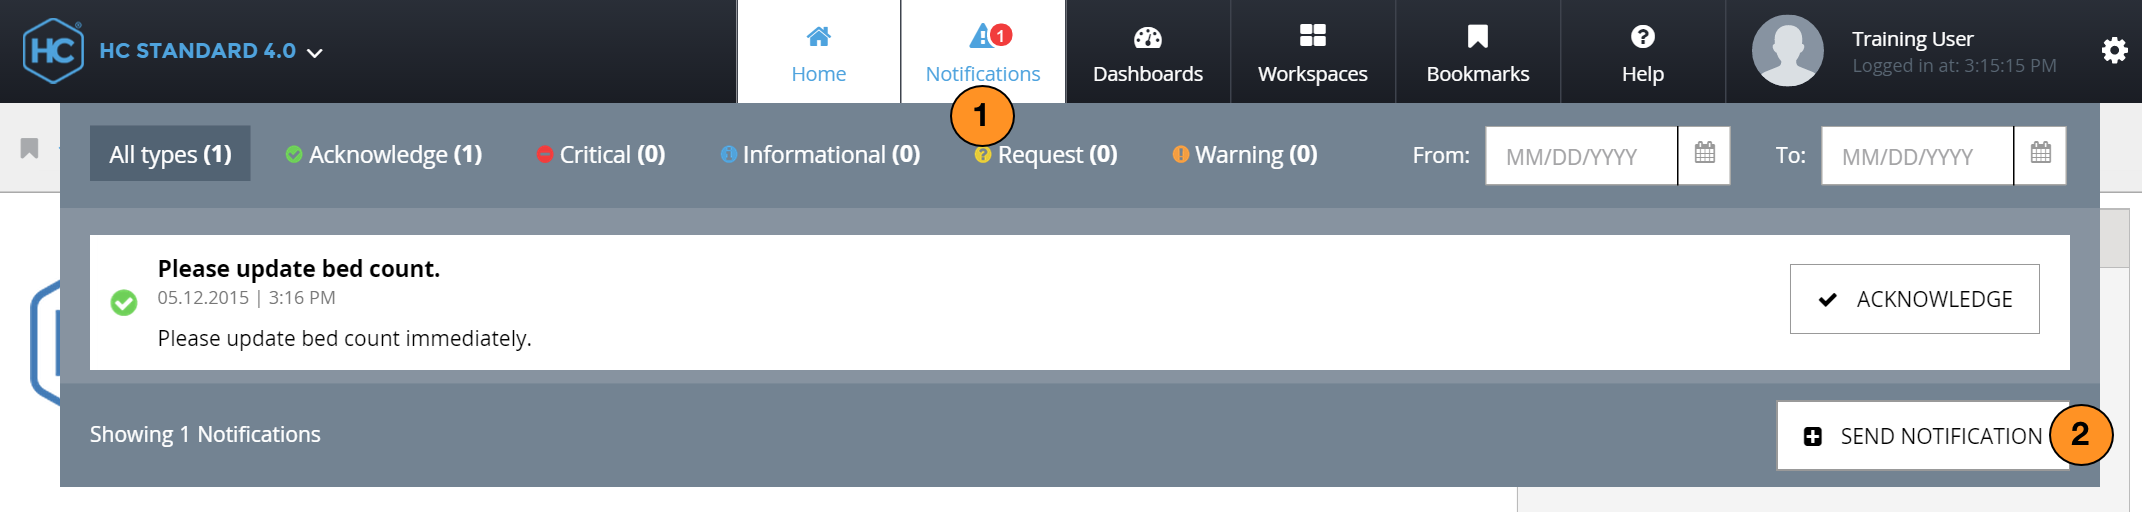 HC® HC STANDARD 4.0
Home
1
Notifications
Dashboards
Workspaces
Bookmarks
Help
Training User
Logged in at: 3:15:15 PM
1
All types (1) Acknowledge (1) Critical (0) Informational (0) Request (0) Warning (0) From: MM/DD/YYYY To: MM/DD/YYYY
Please update bed count.
05.12.2015 | 3:16 PM
Please update bed count immediately.
ACKNOWLEDGE
Showing 1 Notifications
SEND NOTIFICATION 2